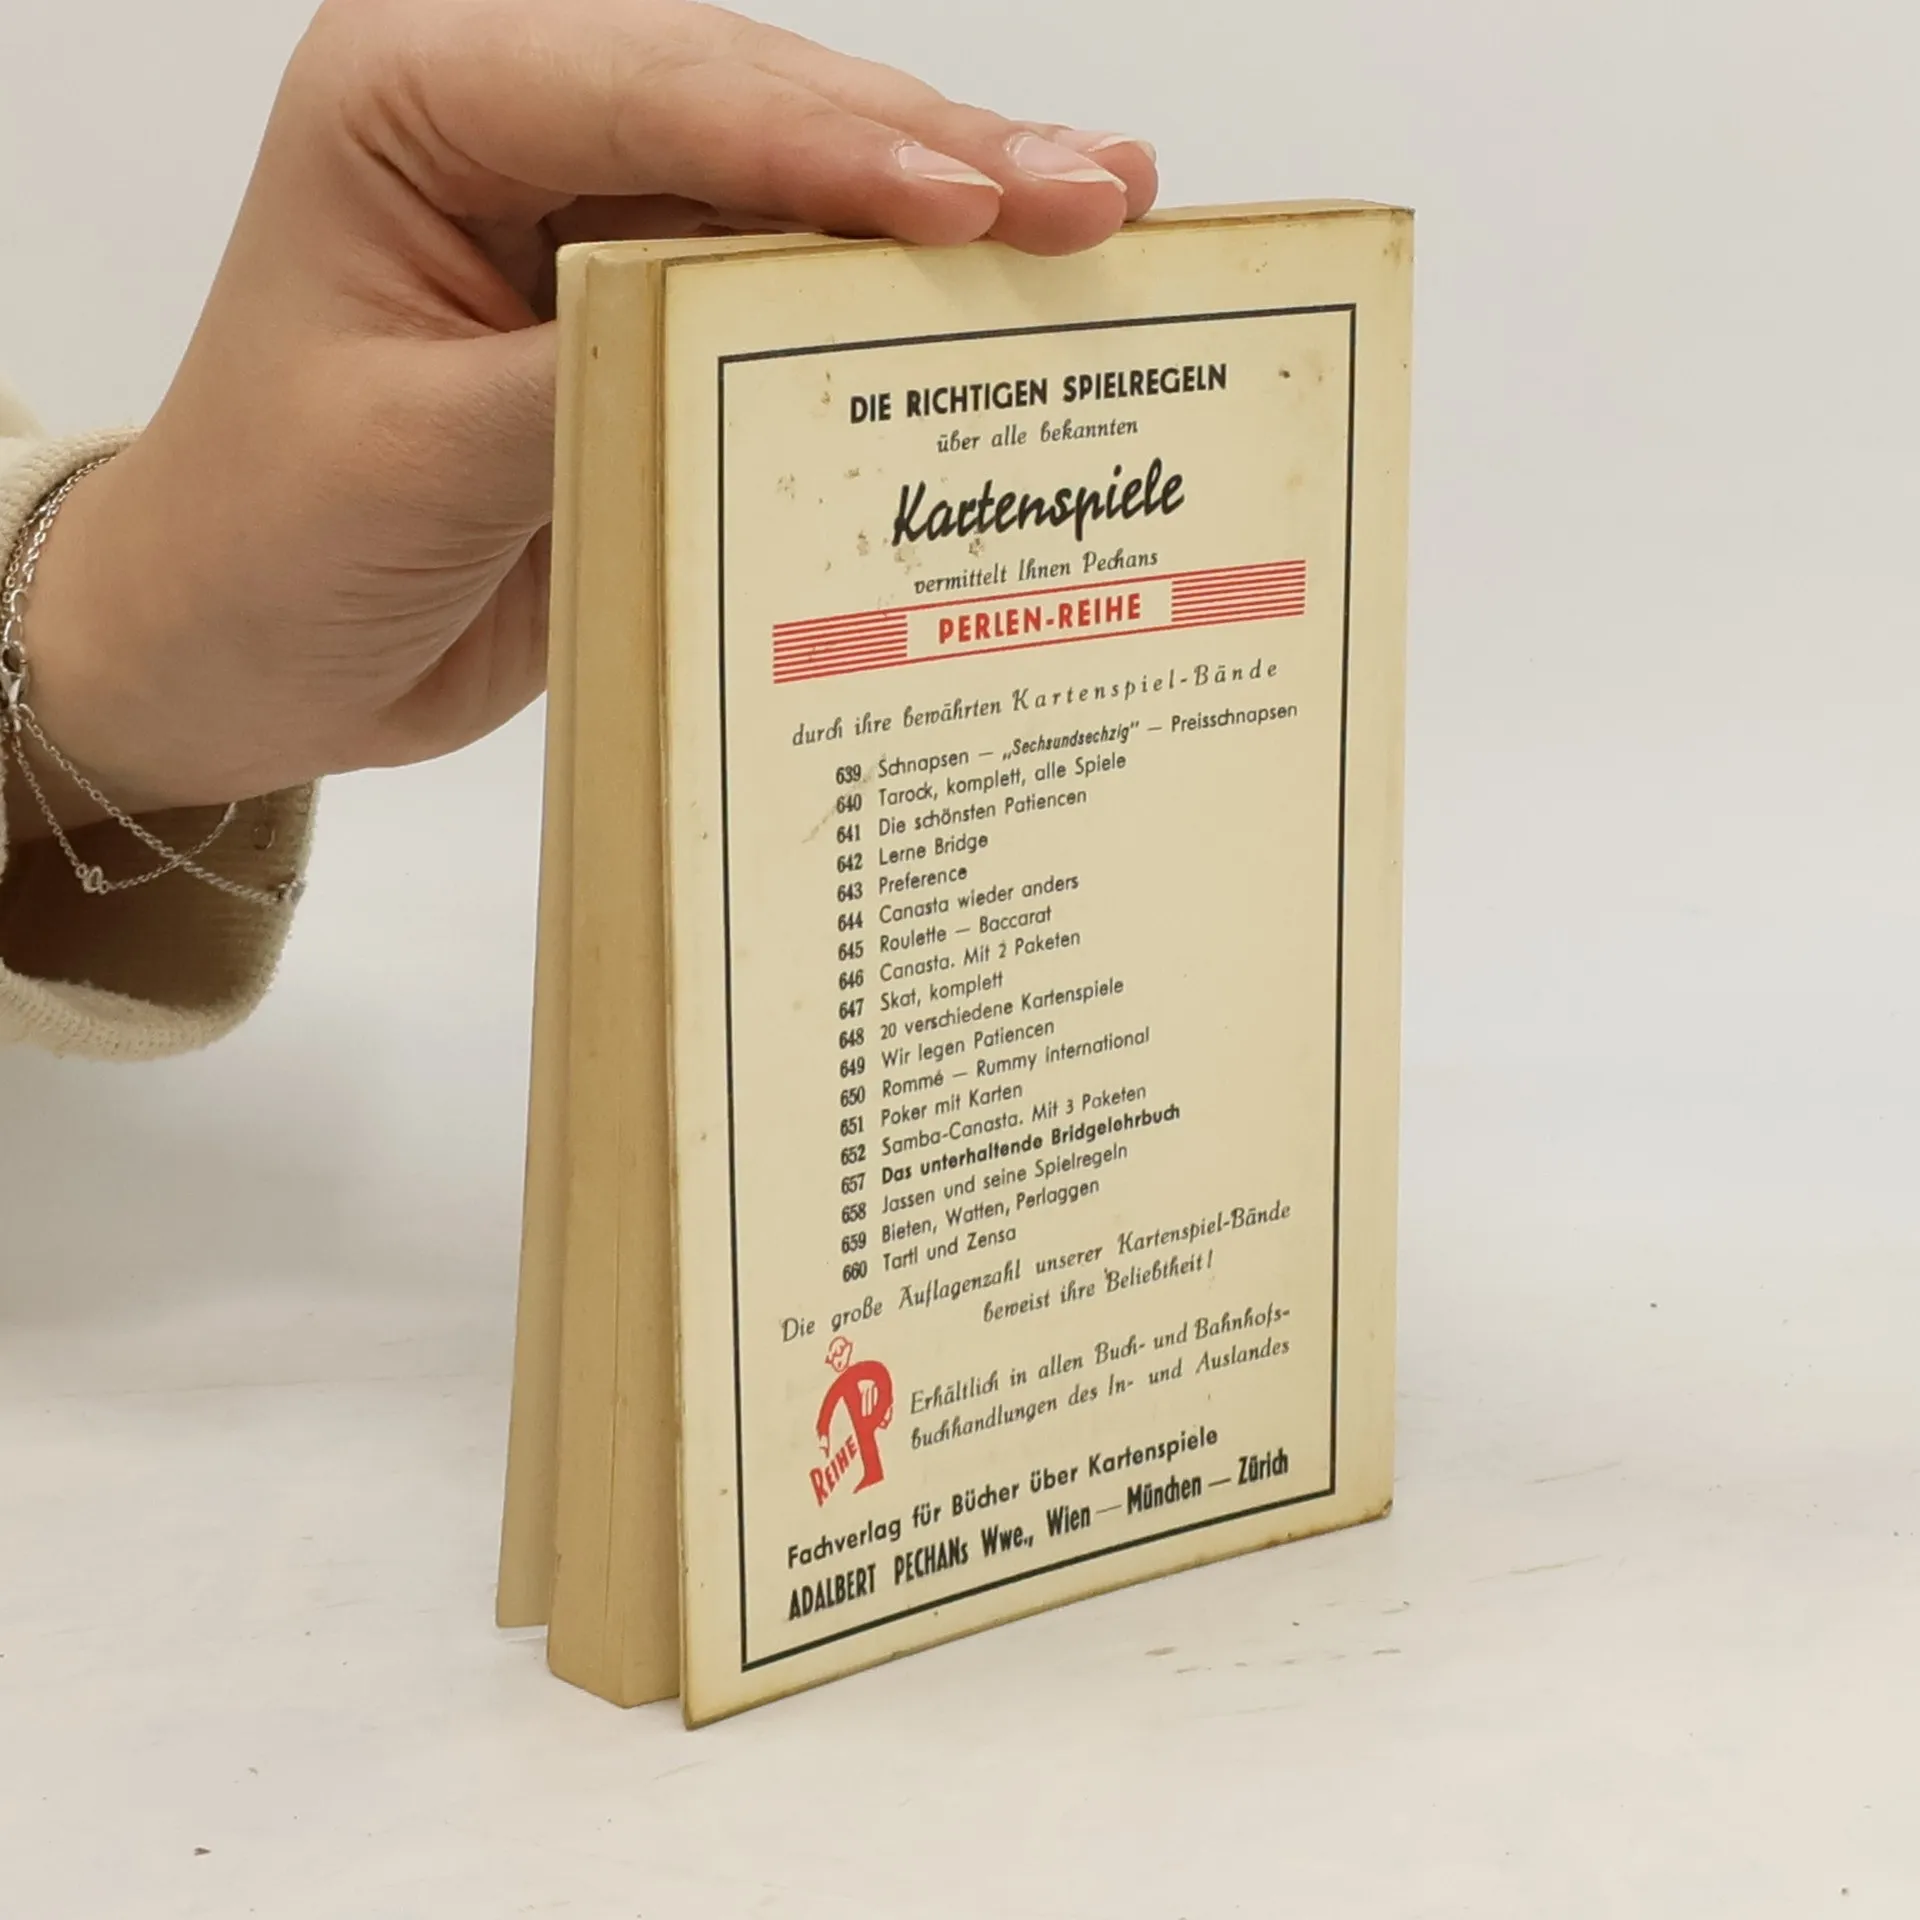 DIE RICHTIGEN SPIELREGELN
über alle bekannten
Kartenspiele
vermittelt Ihnen Pechans
PERLEN-REIHE
durch ihre bewährten Kartenspiel-Bände
639 Schnapsen — „Sechsundsechzig" — Preisschnapsen
640 Tarock, komplett, alle Spiele
641 Die schönsten Patiencen
642 Lerne Bridge
643 Preference
644 Canasta wieder anders
645 Roulette — Baccarat
646 Canasta. Mit 2 Paketen
647 Skat, komplett
648 20 verschiedene Kartenspiele
649 Wir legen Patiencen
650 Rommé — Rummy international
651 Poker mit Karten
652 Samba-Canasta. Mit 3 Paketen
657 Das unterhaltende Bridgelehrbuch
658 Jassen und seine Spielregeln
659 Bieten, Watten, Perlaggen
660 Tartl und Zensa
Die große Auflagenzahl unserer Kartenspiel-Bände
beweist ihre Beliebtheit!
REIHE P
Erhältlich in allen Buch- und Bahnhofs-
buchhandlungen des In- und Auslandes
Fachverlag für Bücher über Kartenspiele
ADALBERT PECHANs Wwe., Wien — München — Zürich